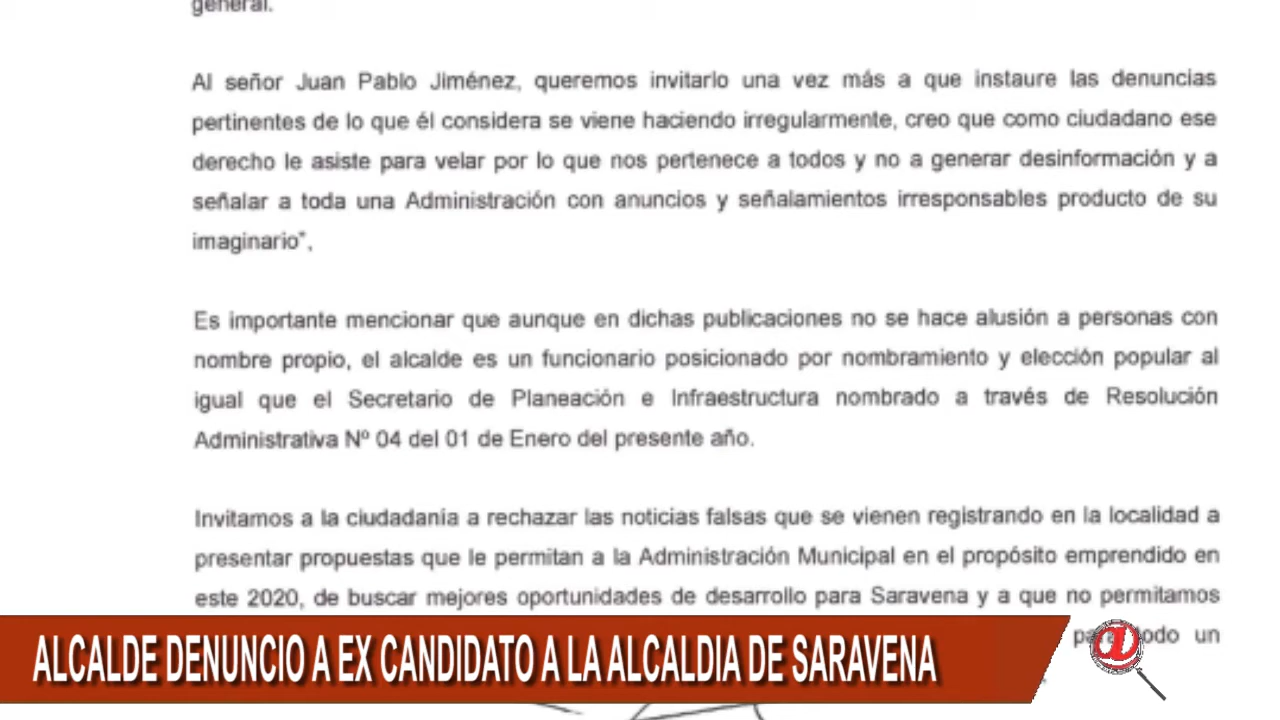 general.
Al señor Juan Pablo Jiménez, queremos invitarlo una vez más a que instaure las denuncias
pertinentes de lo que él considera se viene haciendo irregularmente, creo que como ciudadano ese
derecho le asiste para velar por lo que nos pertenece a todos y no a generar desinformación y a
señalar a toda una Administración con anuncios y señalamientos irresponsables producto de su
imaginario",
Es importante mencionar que aunque en dichas publicaciones no se hace alusión a personas con
nombre propio, el alcalde es un funcionario posicionado por nombramiento y elección popular al
igual que el Secretario de Planeación e Infraestructura nombrado a través de Resolución
Administrativa Nº 04 del 01 de Enero del presente año.
Invitamos a la ciudadanía a rechazar las noticias falsas que se vienen registrando en la localidad a
presentar propuestas que le permitan a la Administración Municipal en el propósito emprendido en
este 2020, de buscar mejores oportunidades de desarrollo para Saravena y a que no permitamos
para todo un
ALCALDE DENUNCIO A EX CANDIDATO A LA ALCALDIA DE SARAVENA